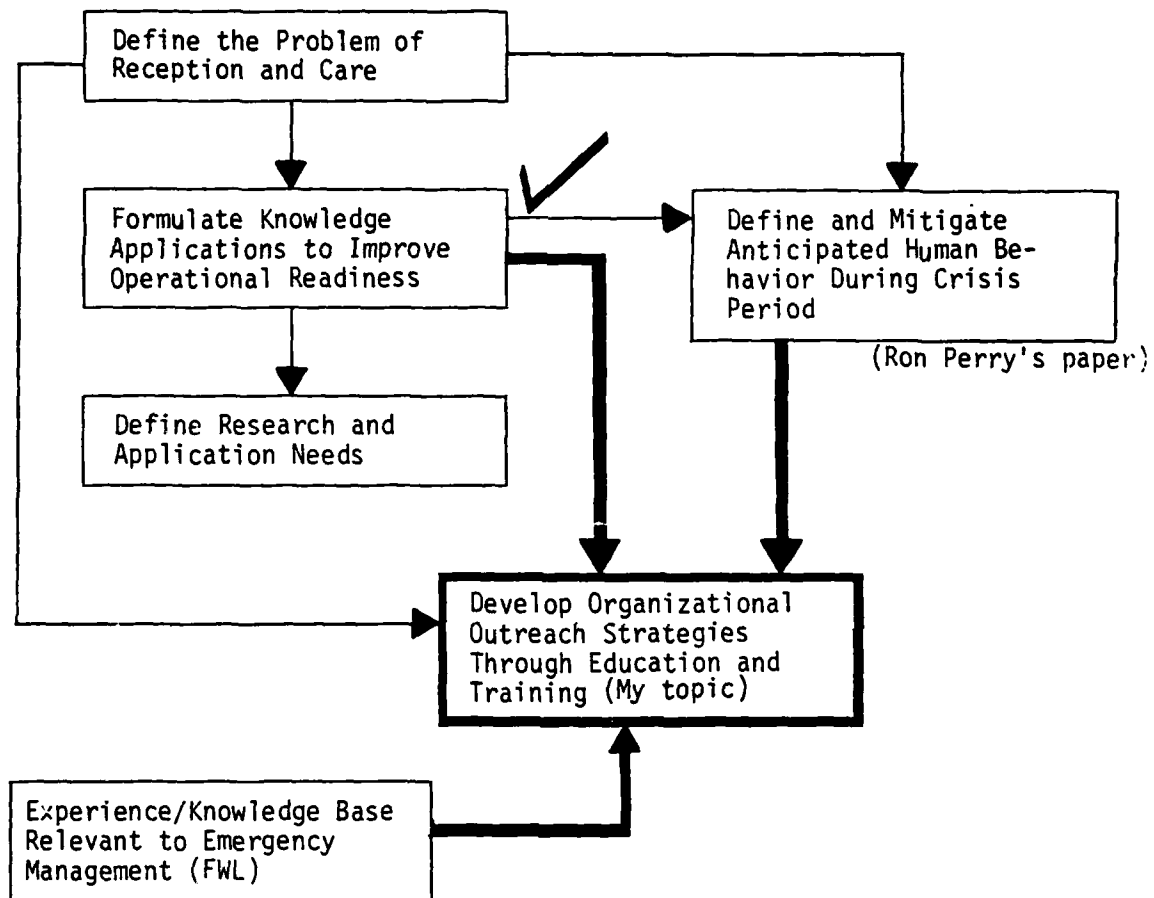 Define the Problem of
Reception and Care
Formulate Knowledge
Applications to Improve
Operational Readiness
Define and Mitigate
Anticipated Human Be-
havior During Crisis
Period
(Ron Perry's paper)
Define Research and
Application Needs
Develop Organizational
Outreach Strategies
Through Education and
Training (My topic)
Experience/Knowledge Base
Relevant to Emergency
Management (FWL)